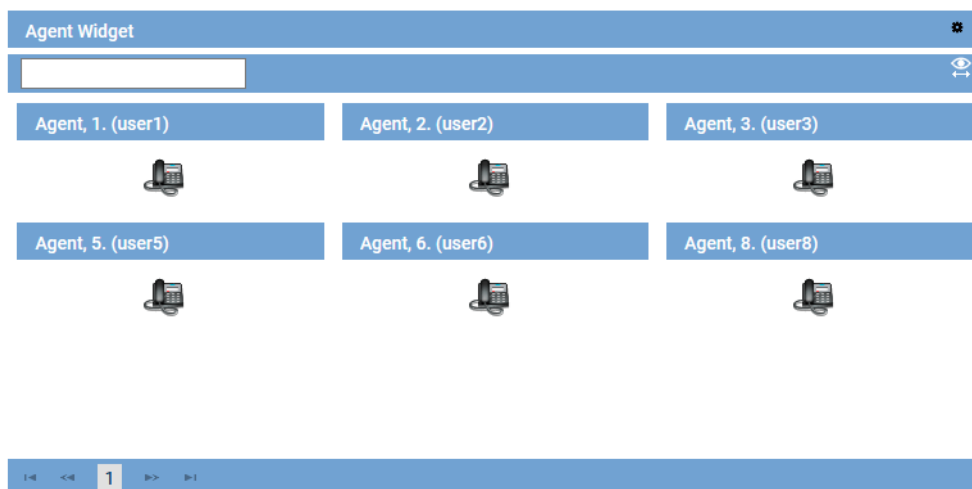 Agent Widget
Agent, 1. (user1)
Agent, 2. (user2)
Agent, 3. (user3)
Agent, 5. (user5)
Agent, 6. (user6)
Agent, 8. (user8)
1